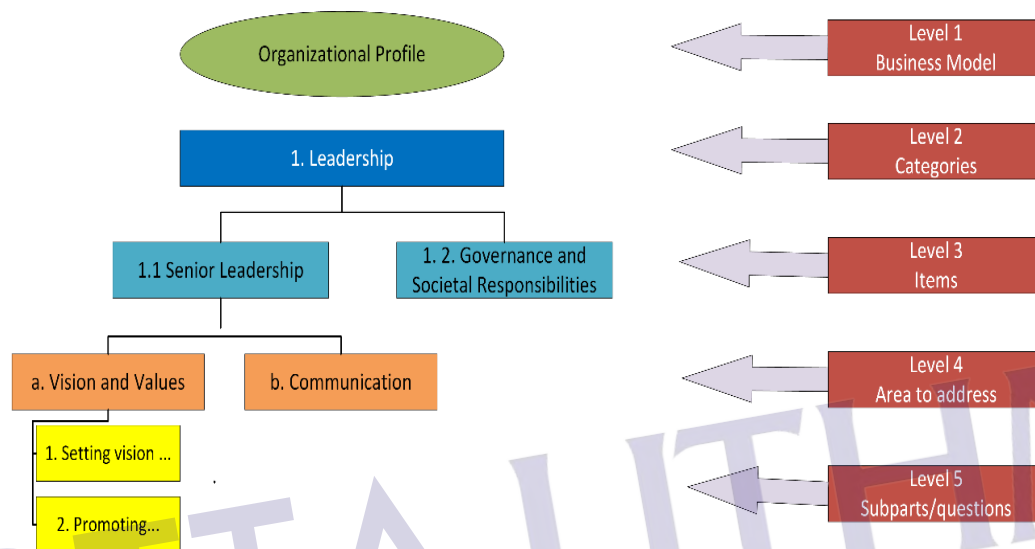 Organizational Profile
Level 1
Business Model
1. Leadership
Level 2
Categories
1.1 Senior Leadership
1. 2. Governance and
Societal Responsibilities
Level 3
Items
a. Vision and Values
b. Communication
Level 4
Area to address
1. Setting vision ...
2. Promoting...
Level 5
Subparts/questions